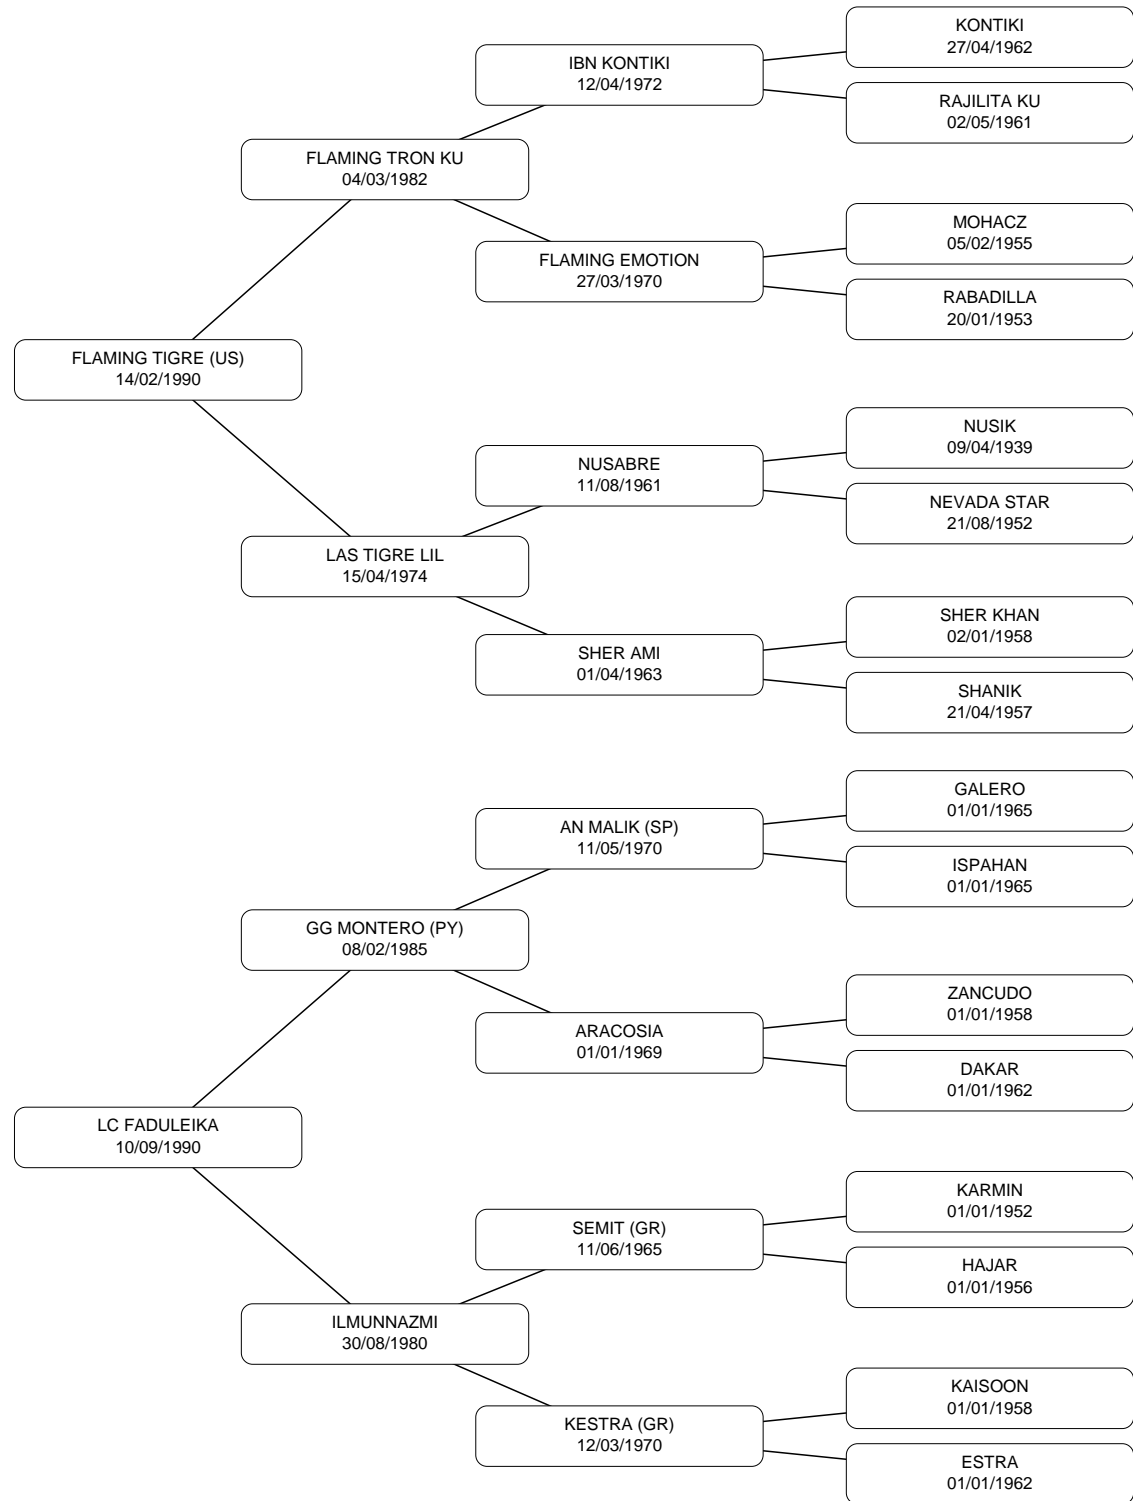 KONTIKI
27/04/1962
IBN KONTIKI
12/04/1972
RAJILITA KU
02/05/1961
FLAMING TRON KU
04/03/1982
MOHACZ
05/02/1955
FLAMING EMOTION
27/03/1970
RABADILLA
20/01/1953
FLAMING TIGRE (US)
14/02/1990
NUSIK
09/04/1939
NUSABRE
11/08/1961
NEVADA STAR
21/08/1952
LAS TIGRE LIL
15/04/1974
SHER KHAN
02/01/1958
SHER AMI
01/04/1963
SHANIK
21/04/1957
GALERO
01/01/1965
AN MALIK (SP)
11/05/1970
ISPAHAN
01/01/1965
GG MONTERO (PY)
08/02/1985
ZANCUDO
01/01/1958
ARACOSIA
01/01/1969
DAKAR
01/01/1962
LC FADULEIKA
10/09/1990
KARMIN
01/01/1952
SEMIT (GR)
11/06/1965
HAJAR
01/01/1956
ILMUNNAZMI
30/08/1980
KAISOON
01/01/1958
KESTRA (GR)
12/03/1970
ESTRA
01/01/1962